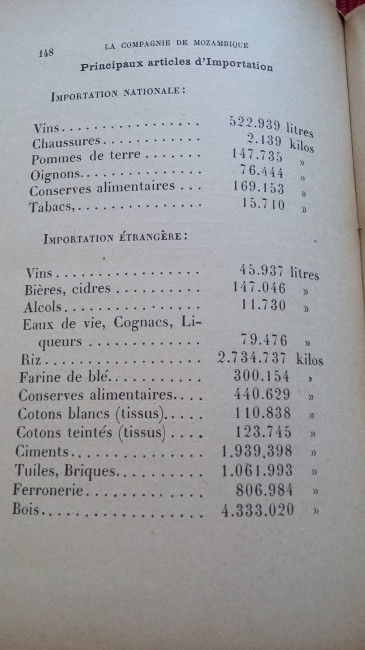 148 LA COMPAGNIE DE MOZAMBIQUE
Principaux articles d'Importation
IMPORTATION NATIONALE:
Vins................. 522.939 litres
Chaussures............ 2.139 kilos
Pommes de terre....... 147.735 »
Oignons............... 76.444 »
Conserves alimentaires... 169.153 »
Tabacs,............... 15.710 »
IMPORTATION ÉTRANGÈRE:
Vins.................. 45.937 litres
Bières, cidres......... 147.046 »
Alcols................ 11.730 »
Eaux de vie, Cognacs, Li-
queurs............. 79.476 »
Riz................... 2.734.737 kilos
Farine de blé.......... 300.154 »
Conserves alimentaires.... 440.629 »
Cotons blancs (tissus)..... 110.838 »
Cotons teintés (tissus).... 123.745 »
Ciments............... 1.939,398 »
Tuiles, Briques.......... 1.061.993 »
Ferronerie............. 806.984 »
Bois.................. 4.333.020 »